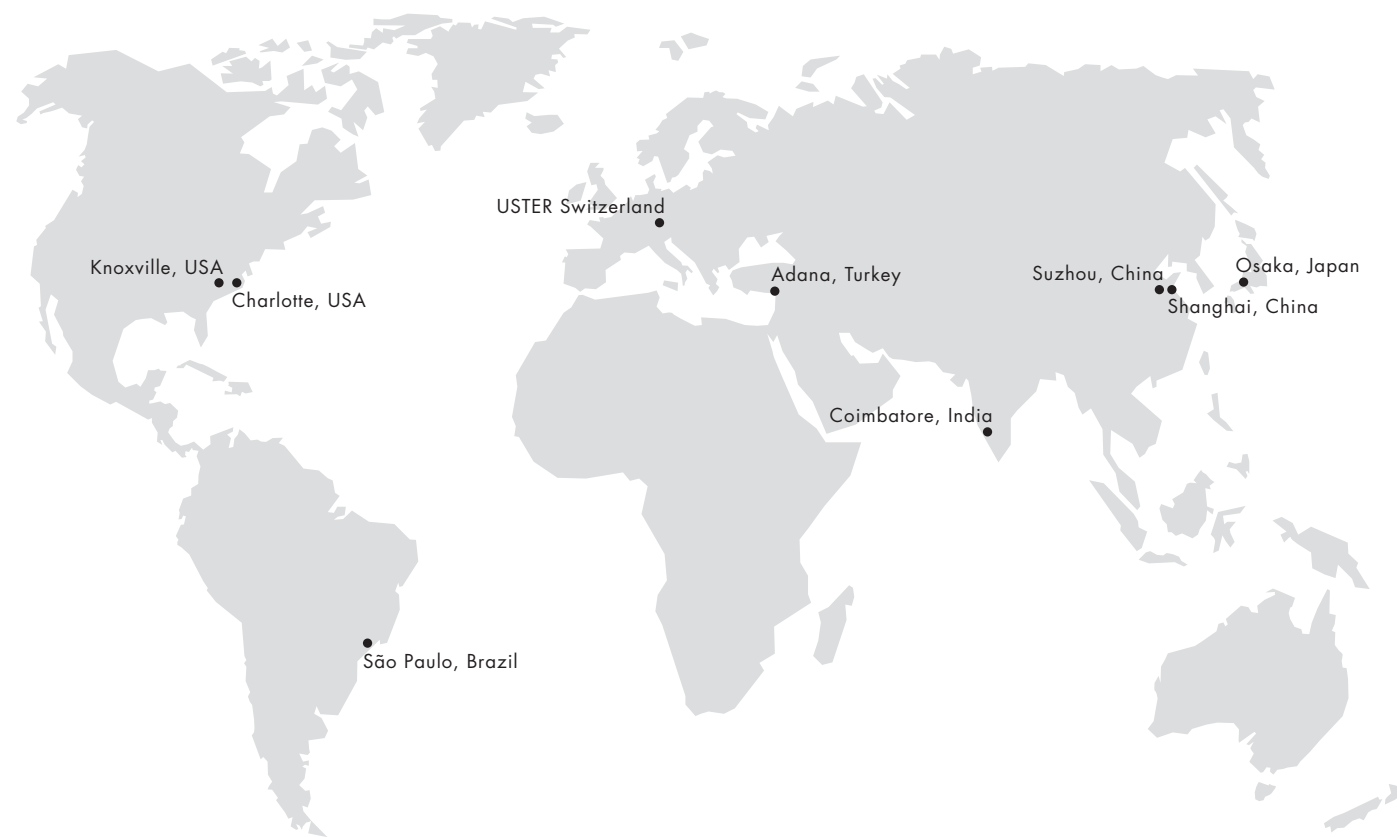 USTER Switzerland
Knoxville, USA
Charlotte, USA
Adana, Turkey
Suzhou, China
Osaka, Japan
Shanghai, China
Coimbatore, India
São Paulo, Brazil